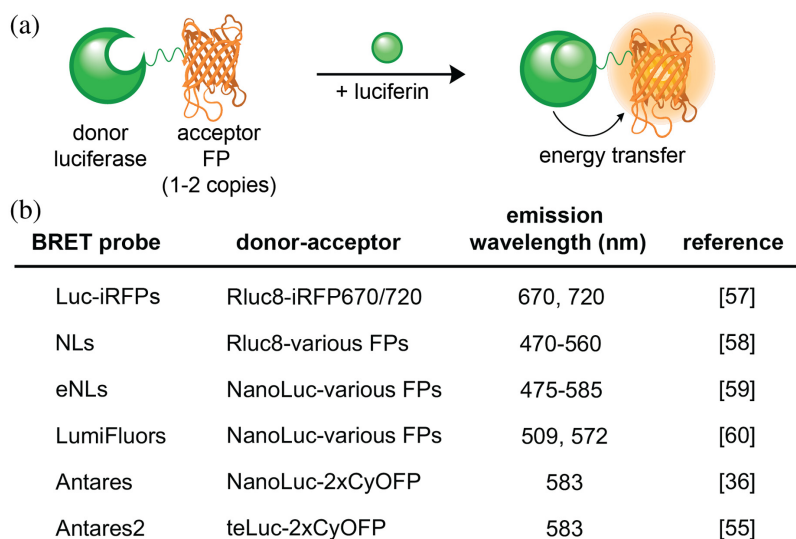 (a)
+ luciferin
donor
luciferase
acceptor
FP
(1-2 copies)
energy transfer
(b)
BRET probe donor-acceptor emission wavelength (nm) reference
Luc-iRFPs Rluc8-iRFP670/720 670, 720 [57]
NLs Rluc8-various FPs 470-560 [58]
eNLs NanoLuc-various FPs 475-585 [59]
LumiFluors NanoLuc-various FPs 509, 572 [60]
Antares NanoLuc-2xCyOFP 583 [36]
Antares2 teLuc-2xCyOFP 583 [55]